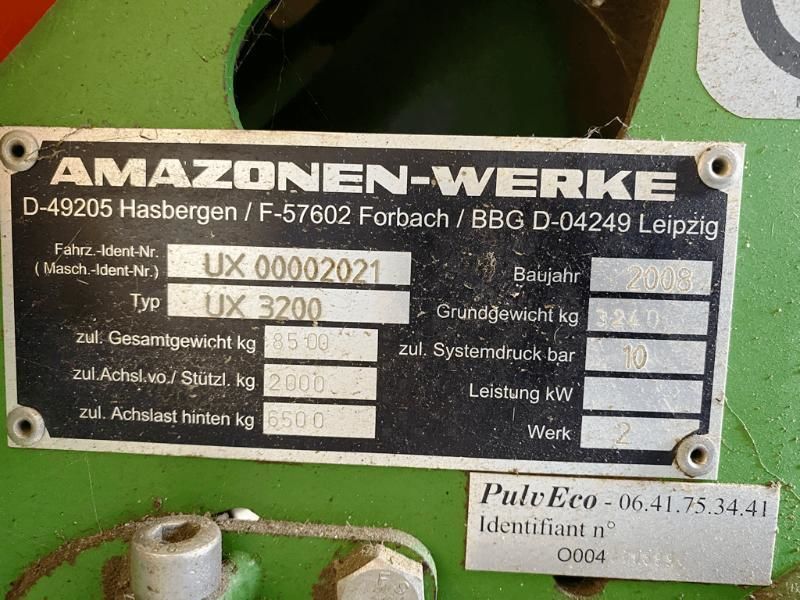 AMAZONEN-WERKE
D-49205 Hasbergen / F-57602 Forbach / BBG D-04249 Leipzig
Fahrz.-Ident-Nr.
(Masch.-Ident-Nr.) UX 00002021
Typ UX 3200
zul. Gesamtgewicht kg 8500
zul.Achsl.vo./ Stützl. kg 2000
zul. Achslast hinten kg 6500
Baujahr 2008
Grundgewicht kg 3240
zul. Systemdruck bar 10
Leistung kW
Werk 2
PulvEco - 06.41.75.34.41
Identifiant n°
O004